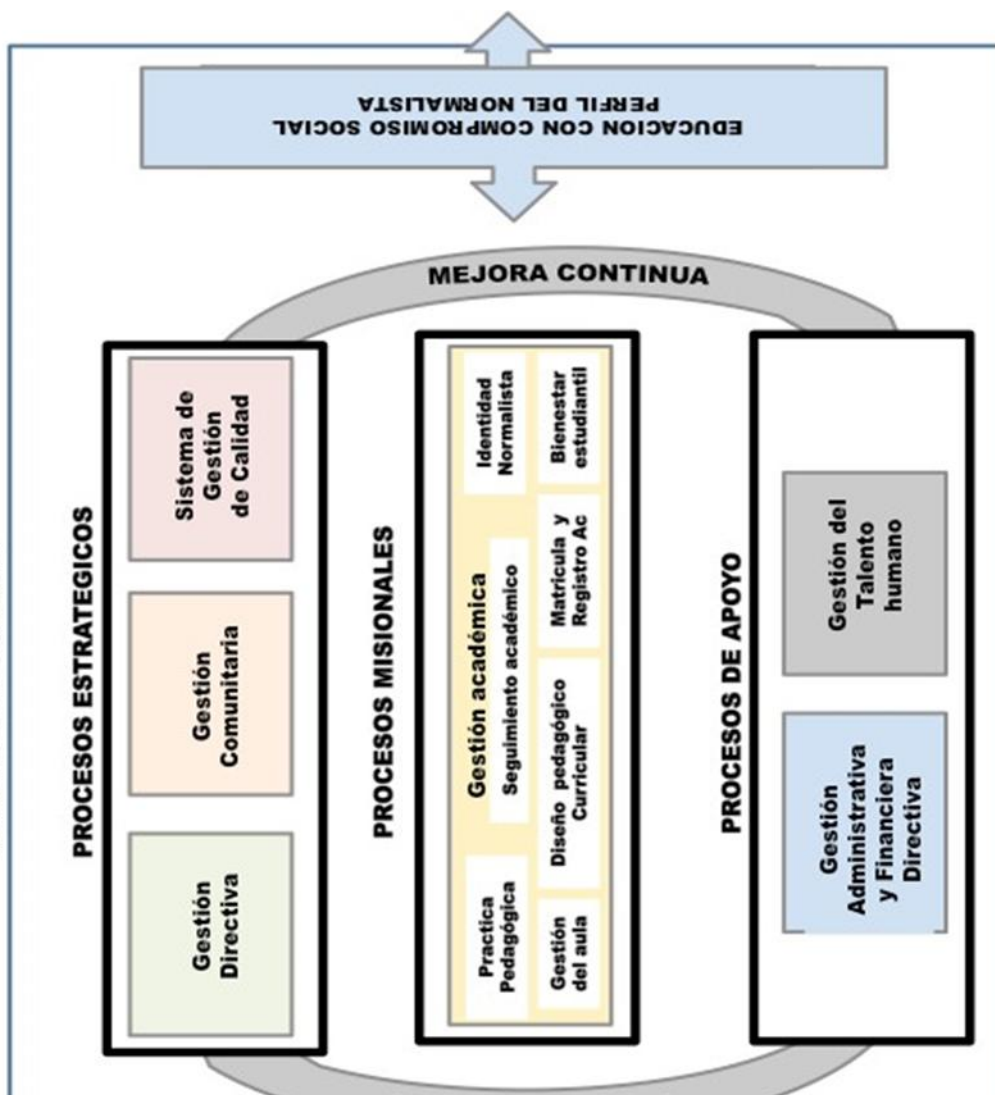 EDUCACION CON COMPROMISO SOCIAL
PERFIL DEL NORMALISTA
MEJORA CONTINUA
PROCESOS ESTRATEGICOS
Gestión
Directiva
Gestión
Comunitaria
Sistema de
Gestión
de Calidad
PROCESOS MISIONALES
Gestión académica
Practica
Pedagógica
Seguimiento académico
Identidad
Normalista
Gestión
del aula
Diseño pedagógico
Curricular
Matricula y
Registro Ac
Bienestar
estudiantil
PROCESOS DE APOYO
Gestión
Administrativa
y Financiera
Directiva
Gestión del
Talento
humano